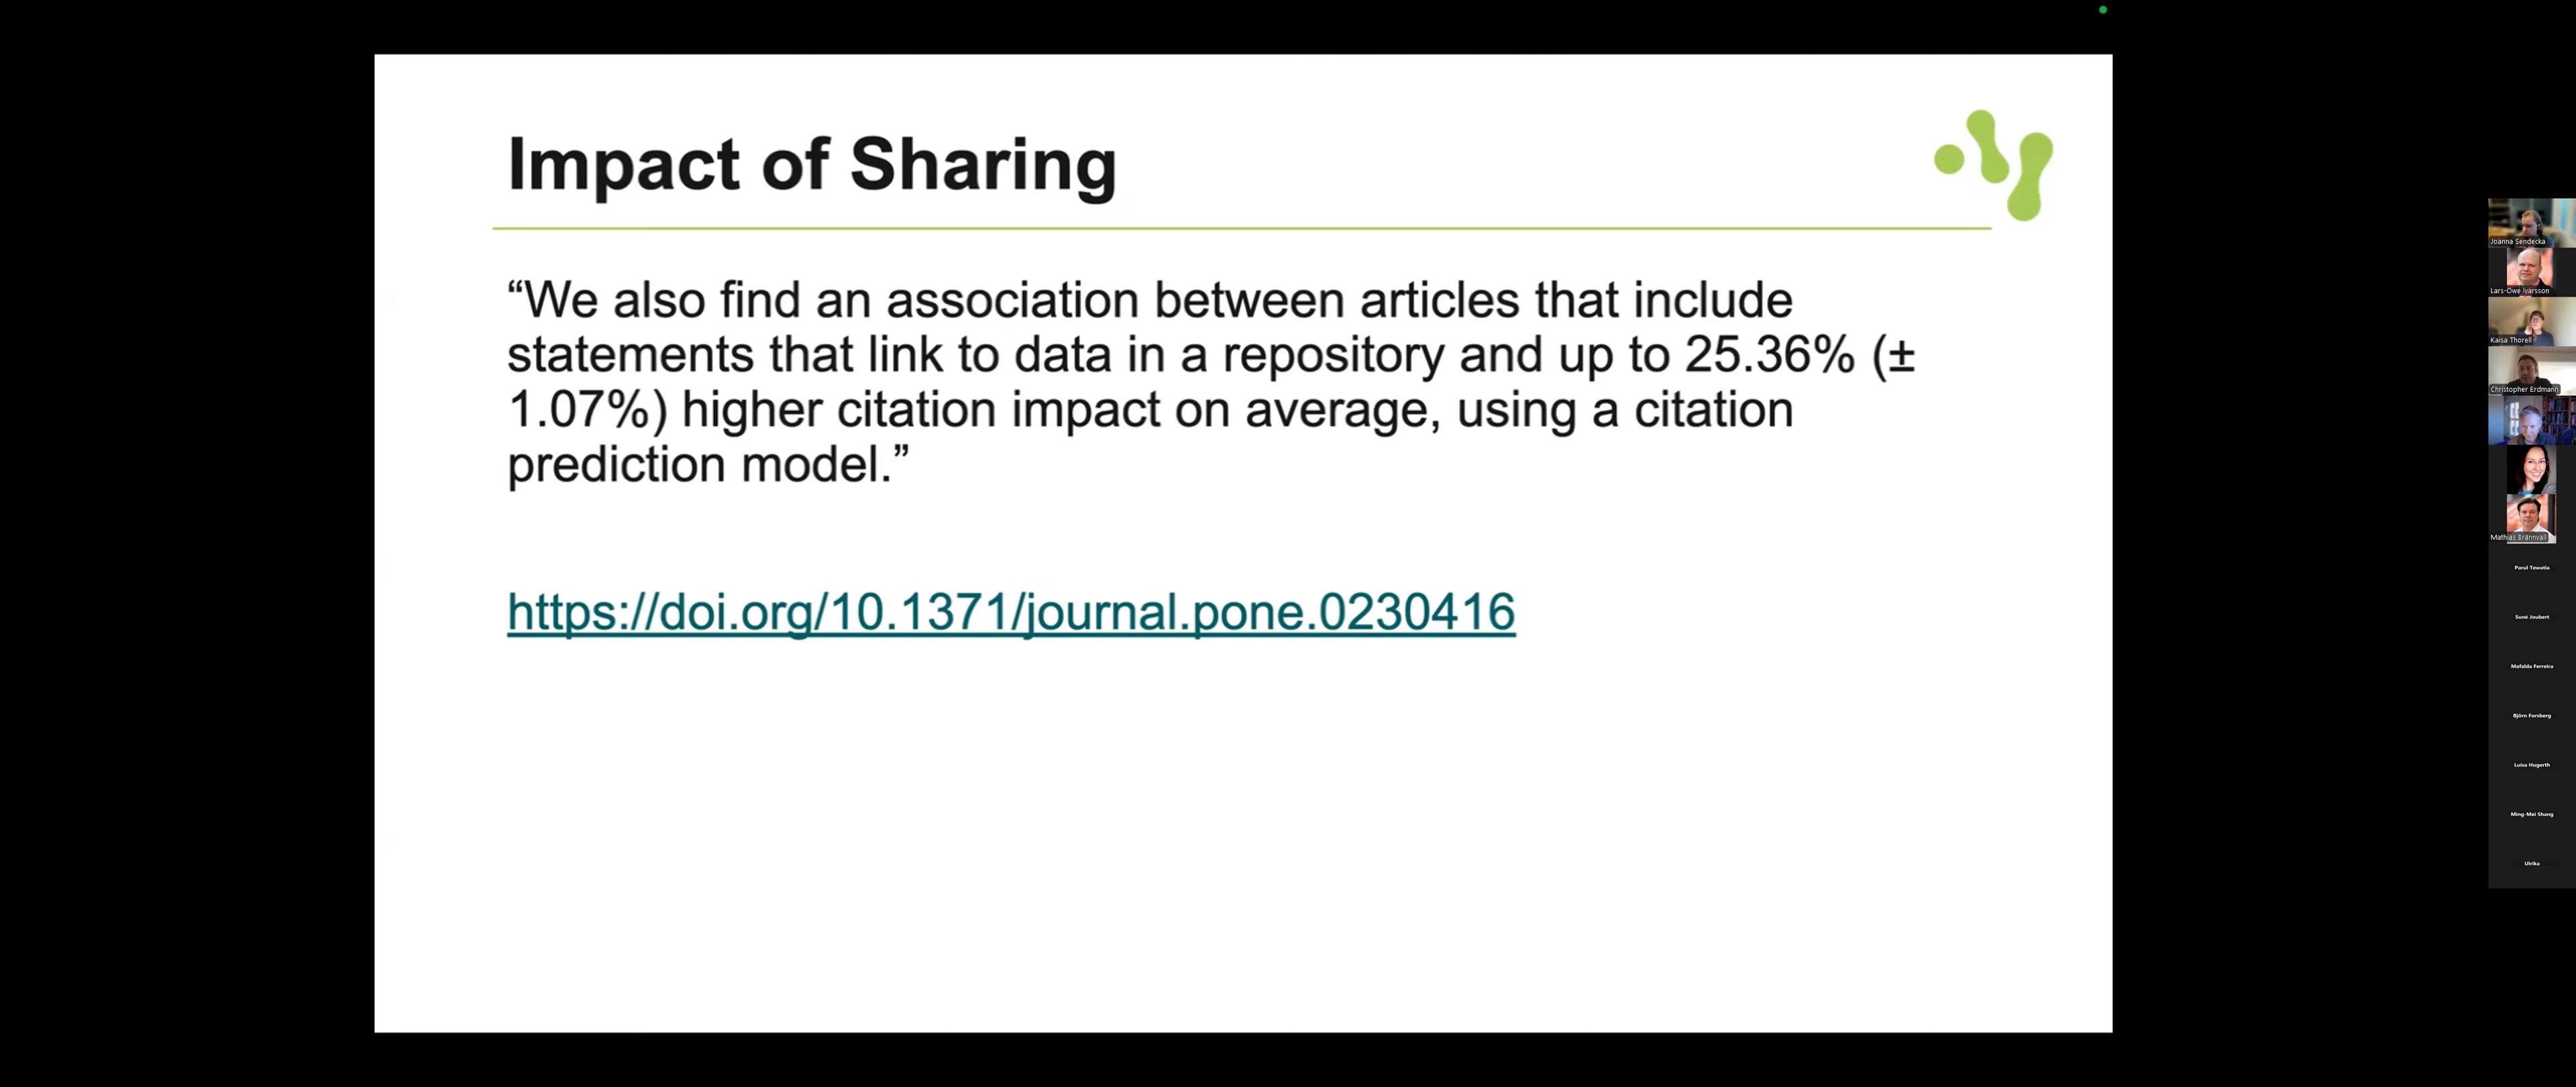 Impact of Sharing
“We also find an association between articles that include
statements that link to data in a repository and up to 25.36% (±
1.07%) higher citation impact on average, using a citation
prediction model.”
https://doi.org/10.1371/journal.pone.0230416
Joanna Sendecka
Lars-Owe Ivarsson
Kaisa Thorell
Christopher Erdmann
Mathias Brännvall
Parul Tewatia
Suné Joubert
Mafalda Ferreira
Björn Forsberg
Luisa Hugerth
Ming-Mei Shang
Ulrika